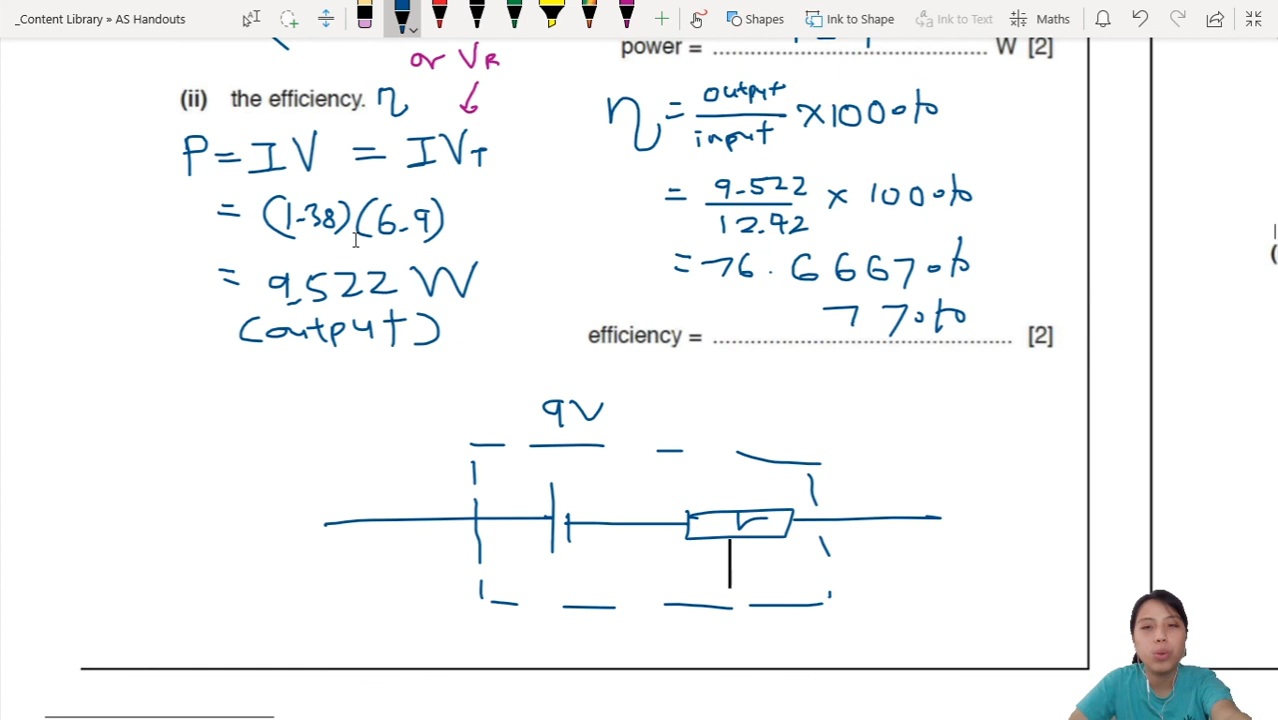 _Content Library » AS Handouts
Shapes
Ink to Shape
Ink to Text
Maths
or VR
power = W [2]
(ii) the efficiency. η
P = IV = IVT
= (1.38)(6.9)
= 9.522 W
(output)
η = output/input × 100%
= 9.522/12.42 × 100%
= 76.6667%
77%
efficiency = [2]
9V
r